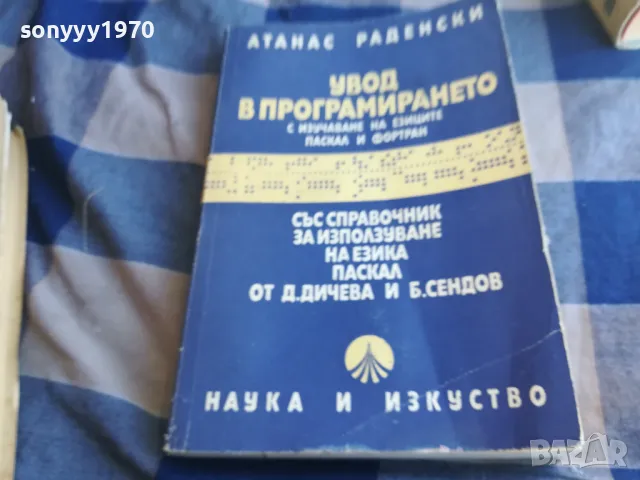 sonyyy1970
АТАНАС РАДЕНСКИ
УВОД
В ПРОГРАМИРАНЕТО
С ИЗУЧАВАНЕ НА ЕЗИЦИТЕ
ПАСКАЛ И ФОРТРАН
СЪС СПРАВОЧНИК
ЗА ИЗПОЛЗУВАНЕ
НА ЕЗИКА
ПАСКАЛ
ОТ Д.ДИЧЕВА И Б.СЕНДОВ
НАУКА И ИЗКУСТВО
BAZAR